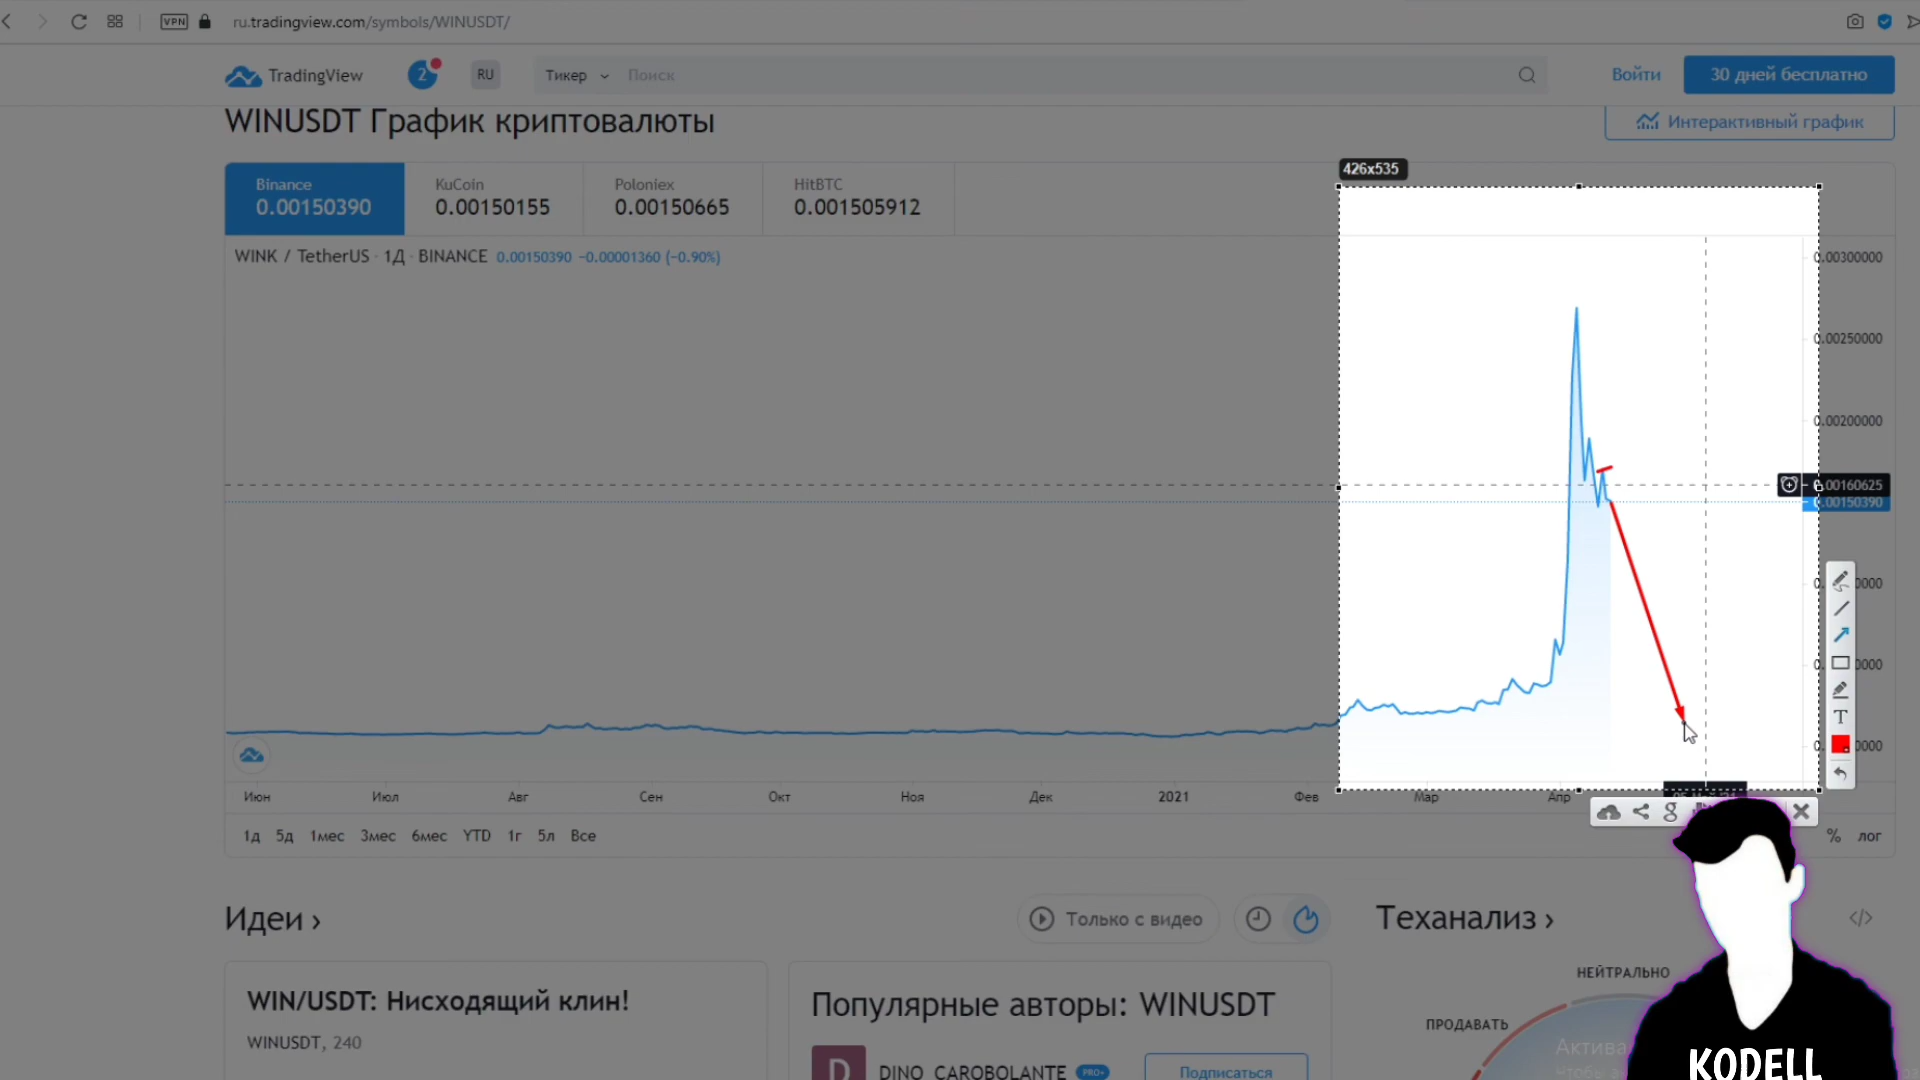 VPN
ru.tradingview.com/symbols/WINUSDT/
TradingView
2
RU
Тикер
Поиск
Войти
30 дней бесплатно
WINUSDT График криптовалюты
Интерактивный график
426x535
Binance
0.00150390
KuCoin
0.00150155
Poloniex
0.00150665
HitBTC
0.001505912
WINK / TetherUS · 1Д · BINANCE 0.00150390 −0.00001360 (−0.90%)
0.00300000
0.00250000
0.00200000
0.00160625
0.00150390
T
Июн
Июл
Авг
Сен
Окт
Ноя
Дек
2021
Фев
Мар
Апр
1д
5д
1мес
3мес
6мес
YTD
1г
5л
Все
%
лог
Идеи ›
Только с видео
Теханализ ›
</>
WIN/USDT: Нисходящий клин!
WINUSDT, 240
Популярные авторы: WINUSDT
D
DINO_CAROBOLANTE
PRO+
Подписаться
НЕЙТРАЛЬНО
ПРОДАВАТЬ
KODELL